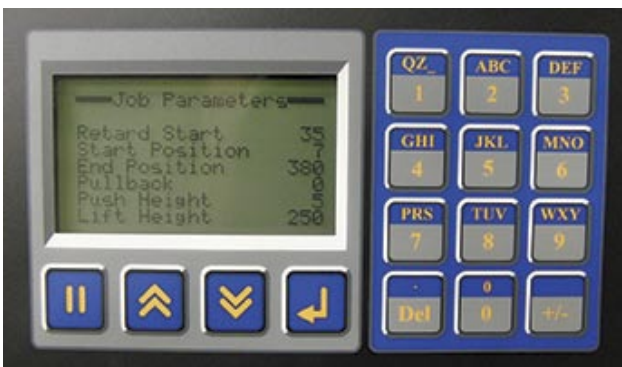 Job Parameters
Retard Start 35
Start Position
End Position 380
Pullback 0
Push Height 5
Lift Height 250
QZ_ ABC DEF
1 2 3
GHI JKL MNO
4 5 6
PRS TUV WXY
7 8 9
. 0
Del 0 +/-